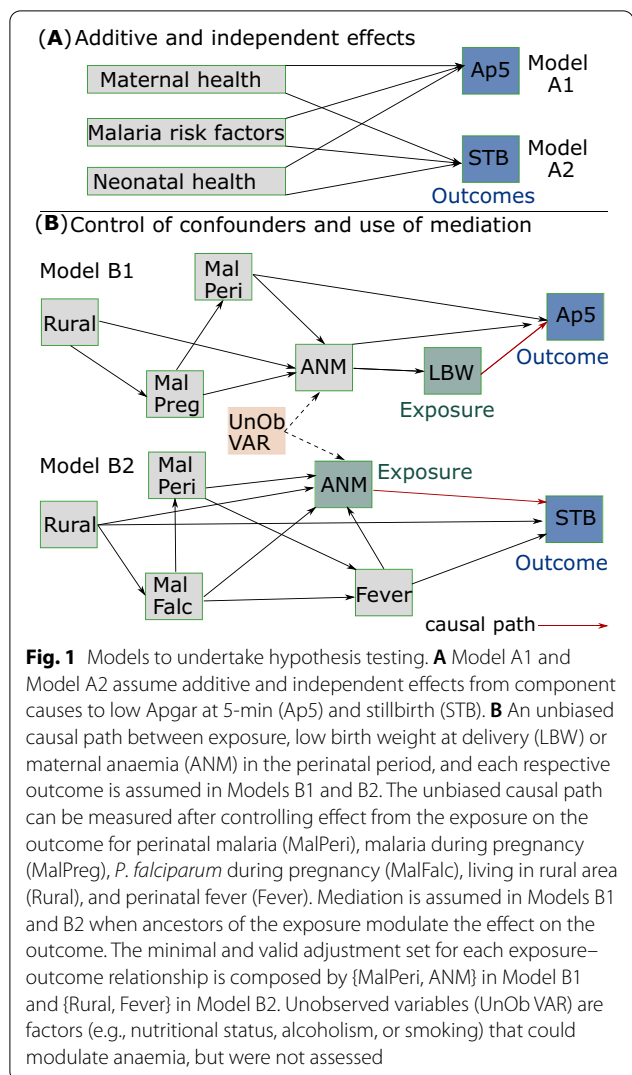 (A) Additive and independent effects
Maternal health
Malaria risk factors
Neonatal health
Ap5
Model
A1
STB
Model
A2
Outcomes
(B) Control of confounders and use of mediation
Model B1
Mal
Peri
Rural
Mal
Preg
ANM
LBW
Exposure
Ap5
Outcome
UnOb
VAR
Model B2
Mal
Peri
ANM
Exposure
Rural
STB
Outcome
Mal
Falc
Fever
causal path
Fig. 1 Models to undertake hypothesis testing. A Model A1 and
Model A2 assume additive and independent effects from component
causes to low Apgar at 5-min (Ap5) and stillbirth (STB). B An unbiased
causal path between exposure, low birth weight at delivery (LBW) or
maternal anaemia (ANM) in the perinatal period, and each respective
outcome is assumed in Models B1 and B2. The unbiased causal path
can be measured after controlling effect from the exposure on the
outcome for perinatal malaria (MalPeri), malaria during pregnancy
(MalPreg), P. falciparum during pregnancy (MalFalc), living in rural area
(Rural), and perinatal fever (Fever). Mediation is assumed in Models B1
and B2 when ancestors of the exposure modulate the effect on the
outcome. The minimal and valid adjustment set for each exposure–
outcome relationship is composed by {MalPeri, ANM} in Model B1
and {Rural, Fever} in Model B2. Unobserved variables (UnOb VAR) are
factors (e.g., nutritional status, alcoholism, or smoking) that could
modulate anaemia, but were not assessed